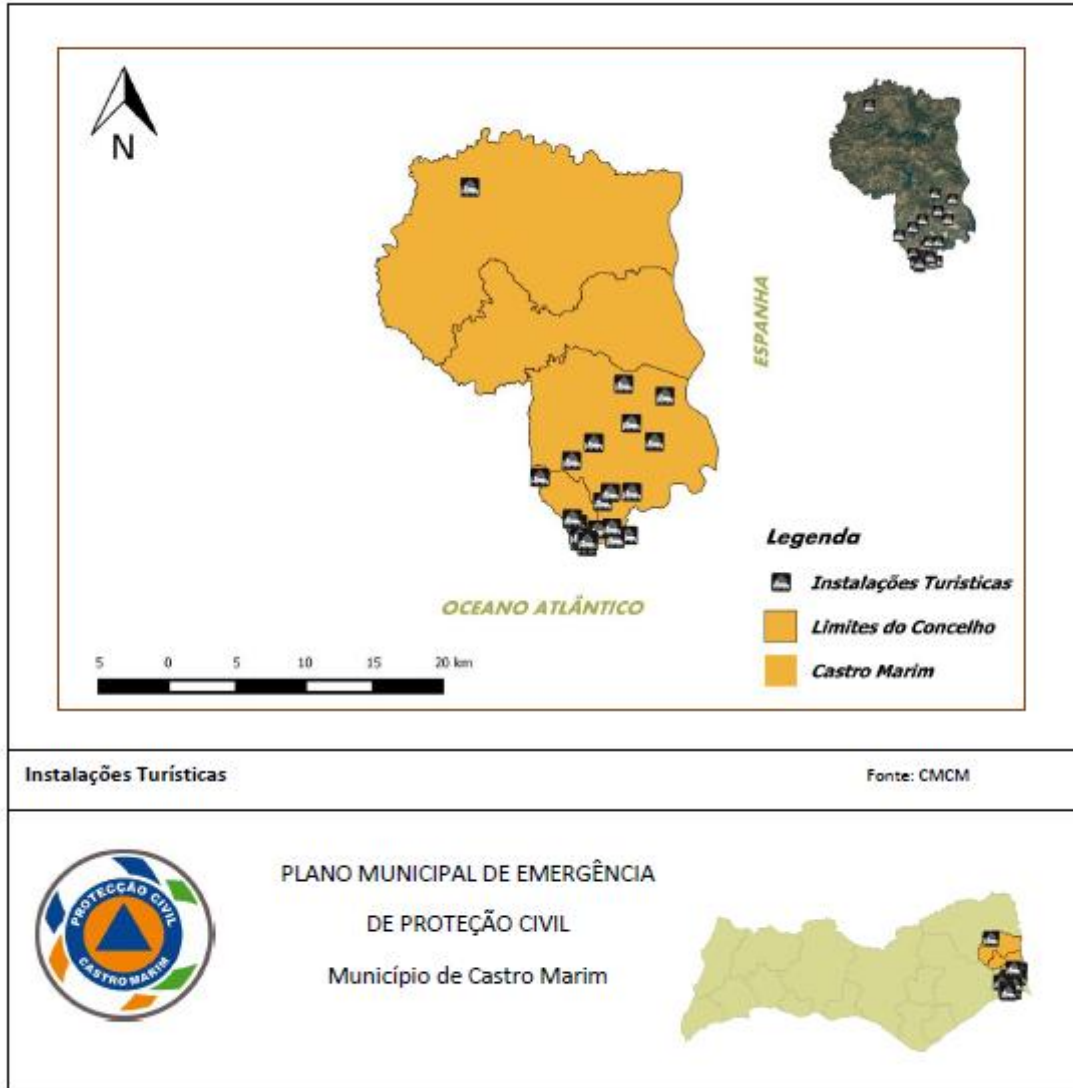 N
ESPANHA
OCEANO ATLÂNTICO
5 0 5 10 15 20 km
Legenda
Instalações Turísticas
Limites do Concelho
Castro Marim
Instalações Turísticas
Fonte: CMCM
PROTECÇÃO CIVIL
CASTRO MARIM
PLANO MUNICIPAL DE EMERGÊNCIA
DE PROTEÇÃO CIVIL
Município de Castro Marim